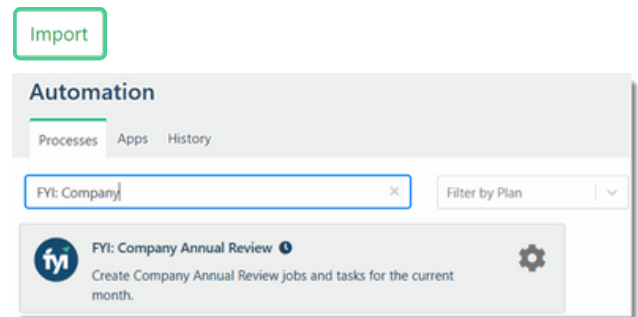 Import
Automation
Processes Apps History
FYI: Company Filter by Plan
fyi FYI: Company Annual Review
Create Company Annual Review jobs and tasks for the current
month.